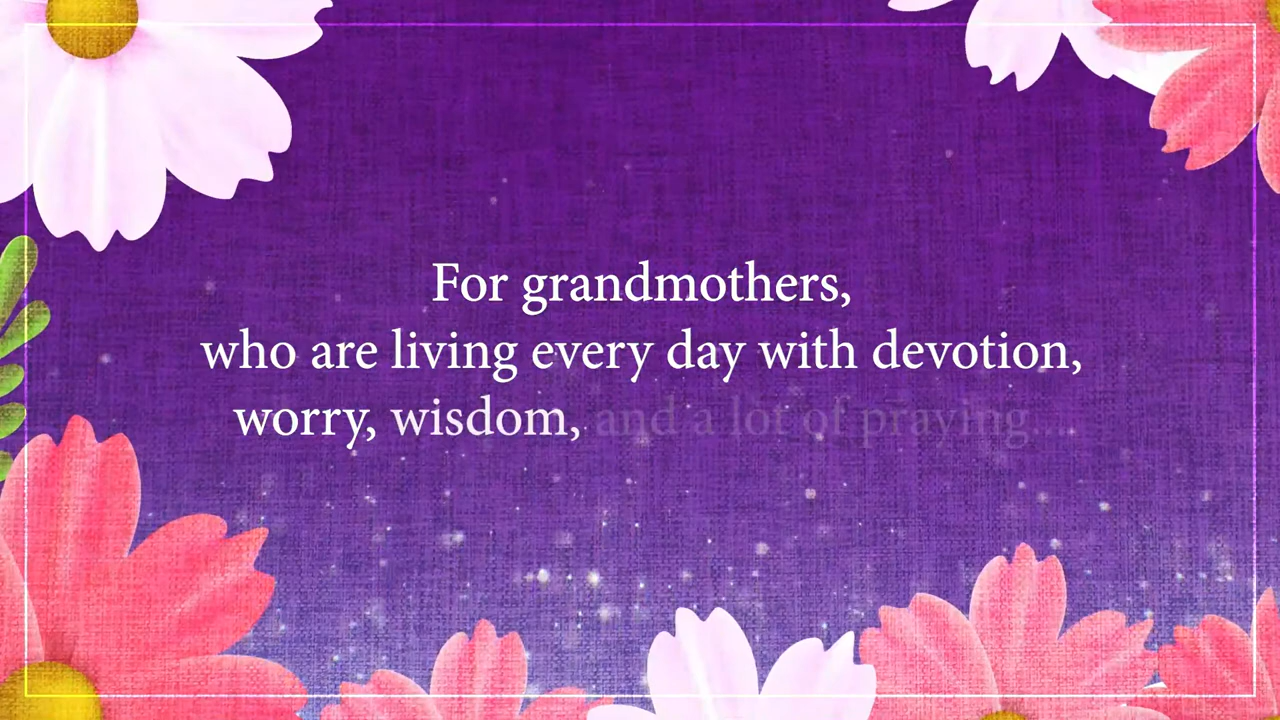 For grandmothers,
who are living every day with devotion,
worry, wisdom, and a lot of praying....